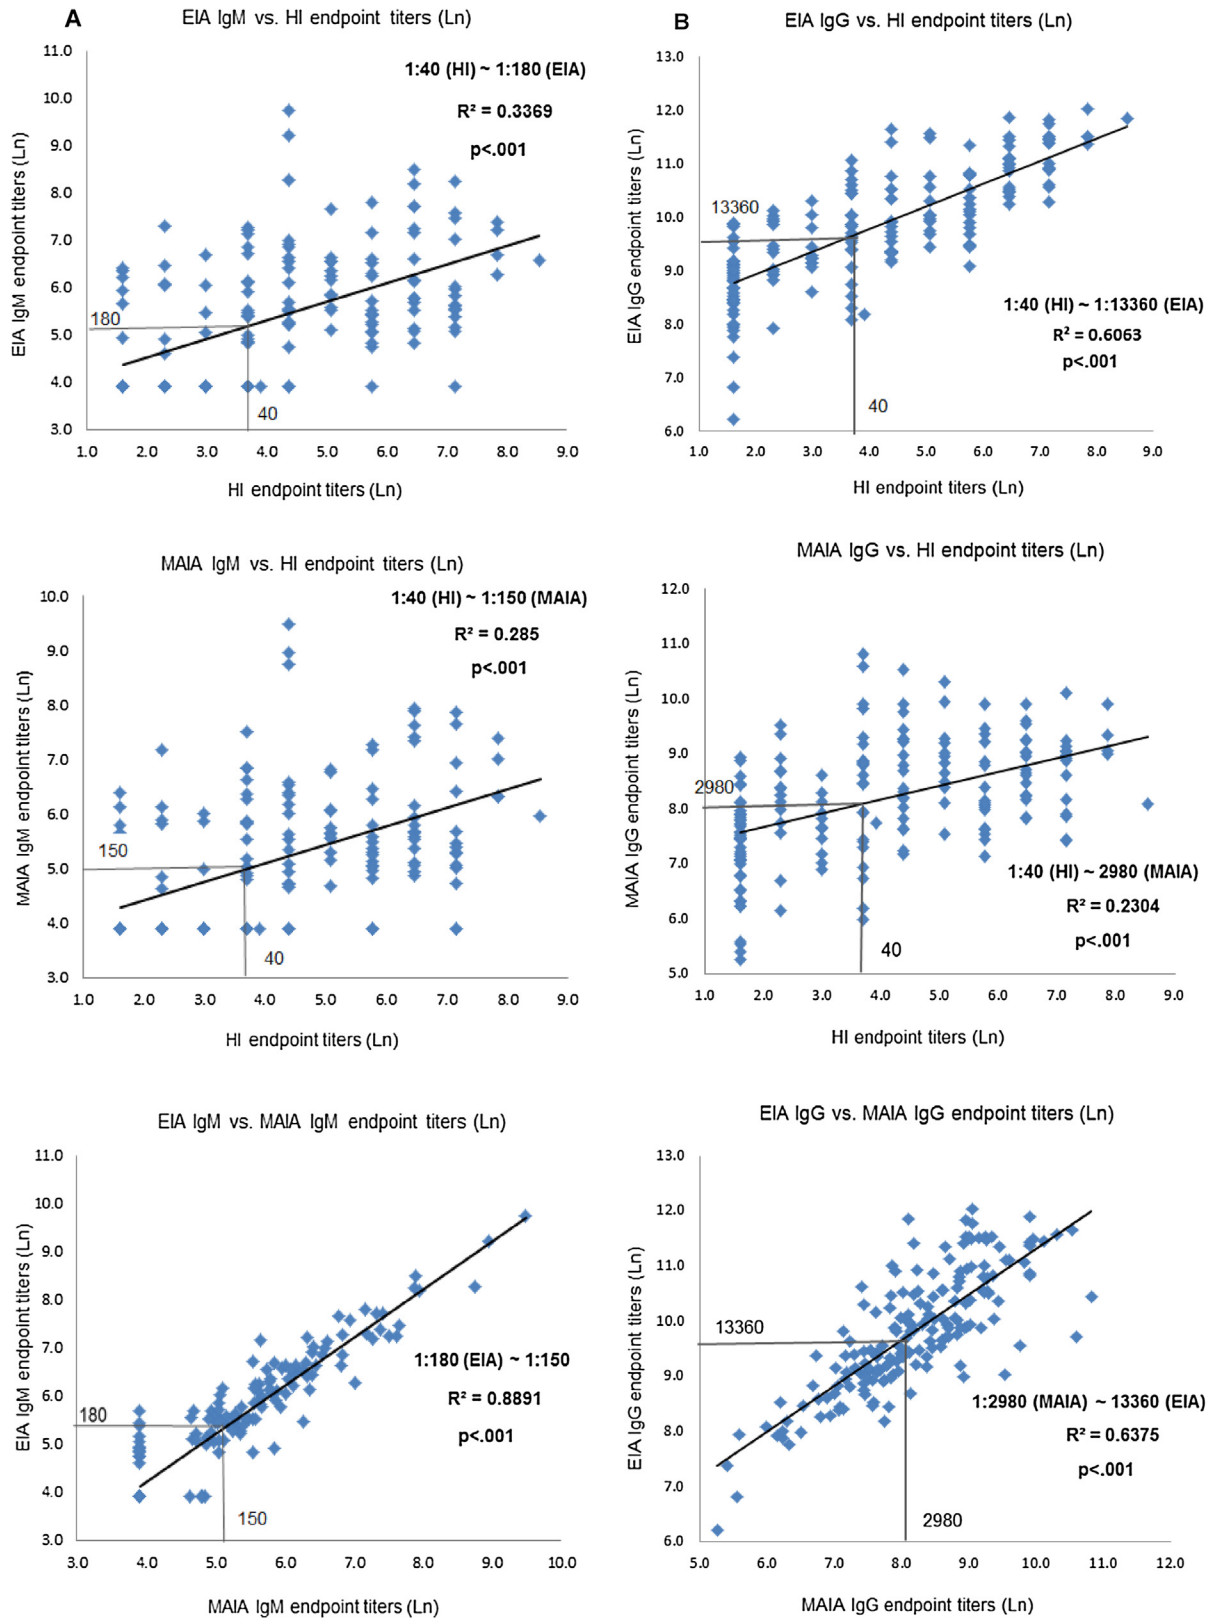 A
EIA IgM vs. HI endpoint titers (Ln)
11.0
10.0
9.0
8.0
7.0
6.0
5.0
4.0
3.0
EIA IgM endpoint titers (Ln)
1:40 (HI) ~ 1:180 (EIA)
R² = 0.3369
p<.001
180
40
1.0 2.0 3.0 4.0 5.0 6.0 7.0 8.0 9.0
HI endpoint titers (Ln)
B
EIA IgG vs. HI endpoint titers (Ln)
13.0
12.0
11.0
10.0
9.0
8.0
7.0
6.0
EIA IgG endpoint titers (Ln)
13360
1:40 (HI) ~ 1:13360 (EIA)
R² = 0.6063
p<.001
40
1.0 2.0 3.0 4.0 5.0 6.0 7.0 8.0 9.0
HI endpoint titers (Ln)
MAIA IgM vs. HI endpoint titers (Ln)
10.0
9.0
8.0
7.0
6.0
5.0
4.0
3.0
MAIA IgM endpoint titers (Ln)
1:40 (HI) ~ 1:150 (MAIA)
R² = 0.285
p<.001
150
40
1.0 2.0 3.0 4.0 5.0 6.0 7.0 8.0 9.0
HI endpoint titers (Ln)
MAIA IgG vs. HI endpoint titers (Ln)
12.0
11.0
10.0
9.0
8.0
7.0
6.0
5.0
MAIA IgG endpoint titers (Ln)
2980
1:40 (HI) ~ 2980 (MAIA)
R² = 0.2304
p<.001
40
1.0 2.0 3.0 4.0 5.0 6.0 7.0 8.0 9.0
HI endpoint titers (Ln)
EIA IgM vs. MAIA IgM endpoint titers (Ln)
11.0
10.0
9.0
8.0
7.0
6.0
5.0
4.0
3.0
EIA IgM endpoint titers (Ln)
1:180 (EIA) ~ 1:150
R² = 0.8891
p<.001
180
150
3.0 4.0 5.0 6.0 7.0 8.0 9.0 10.0
MAIA IgM endpoint titers (Ln)
EIA IgG vs. MAIA IgG endpoint titers (Ln)
13.0
12.0
11.0
10.0
9.0
8.0
7.0
6.0
EIA IgG endpoint titers (Ln)
13360
1:2980 (MAIA) ~ 13360 (EIA)
R² = 0.6375
p<.001
2980
5.0 6.0 7.0 8.0 9.0 10.0 11.0 12.0
MAIA IgG endpoint titers (Ln)